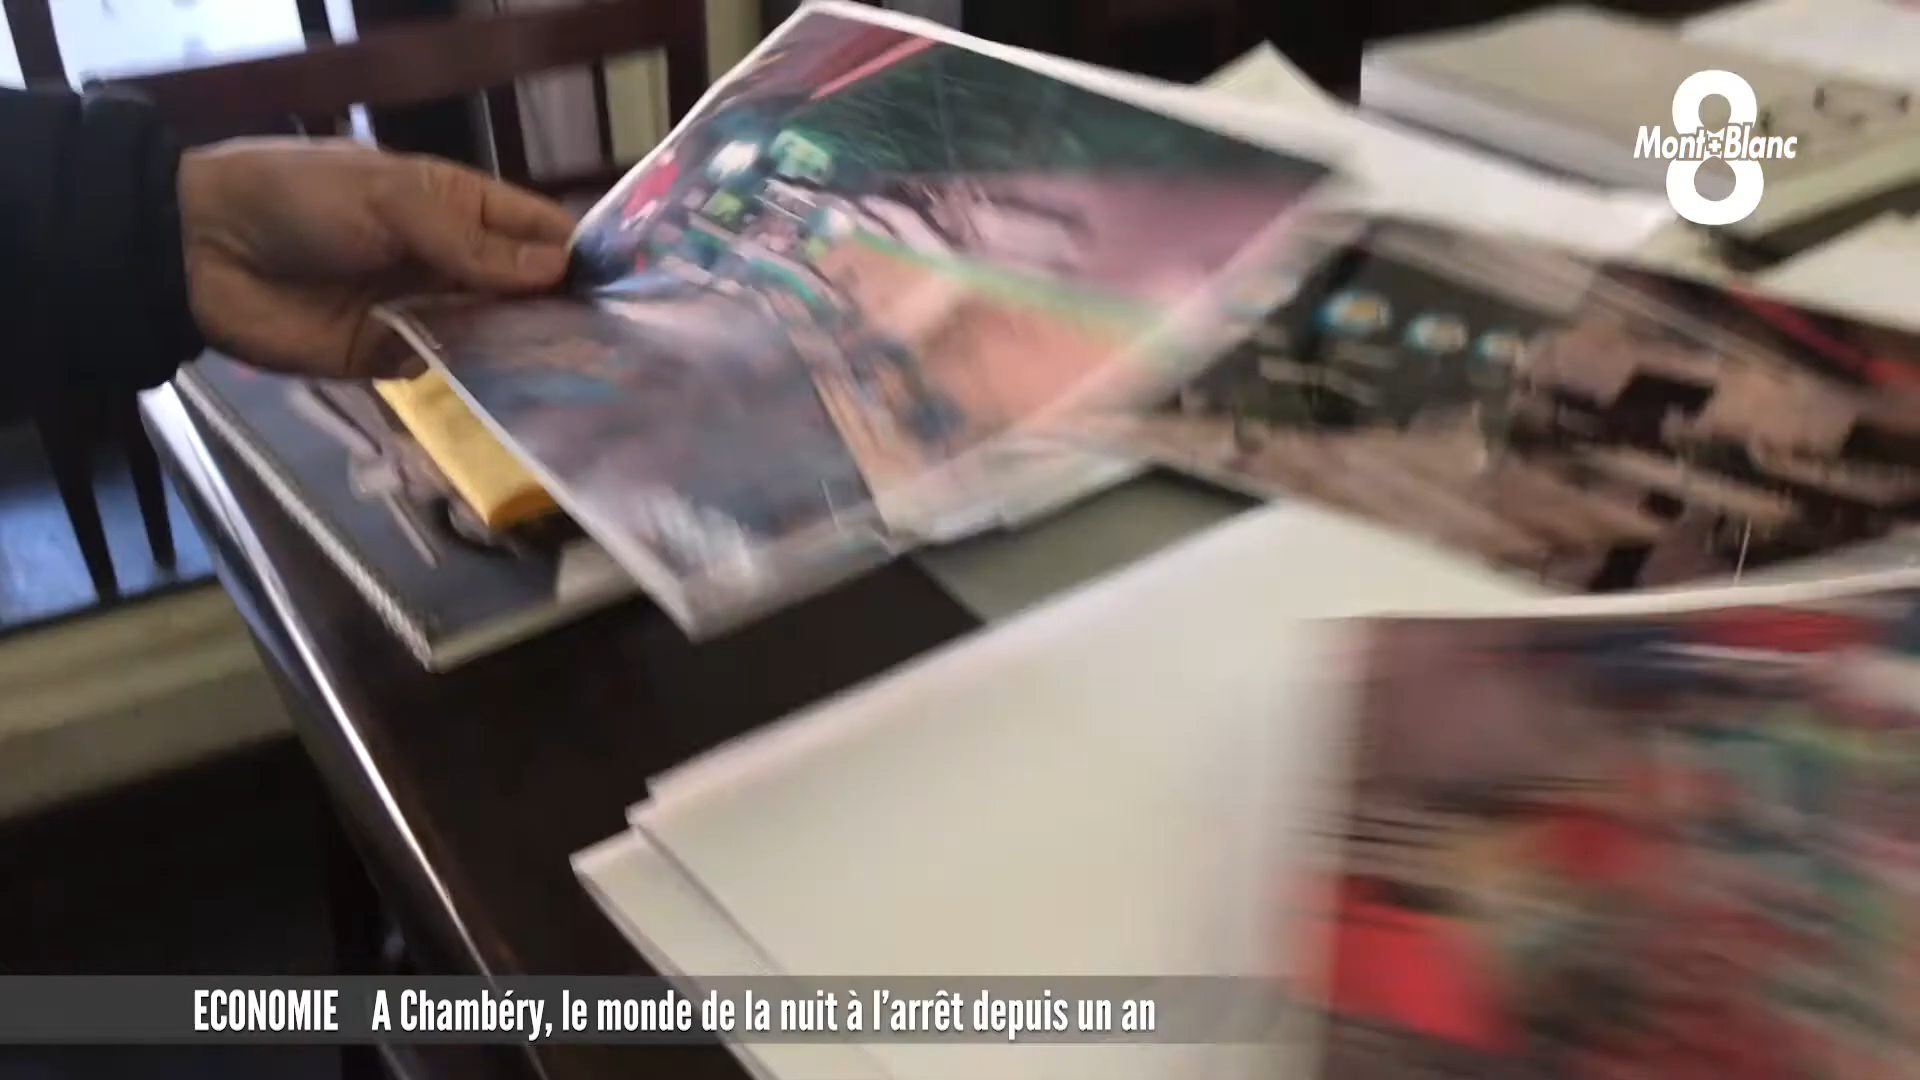 8
Mont Blanc
ECONOMIE A Chambéry, le monde de la nuit à l'arrêt depuis un an